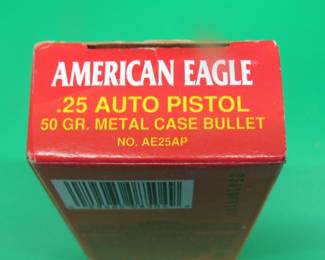 AMERICAN EAGLE
.25 AUTO PISTOL
50 GR. METAL CASE BULLET
NO. AE25AP